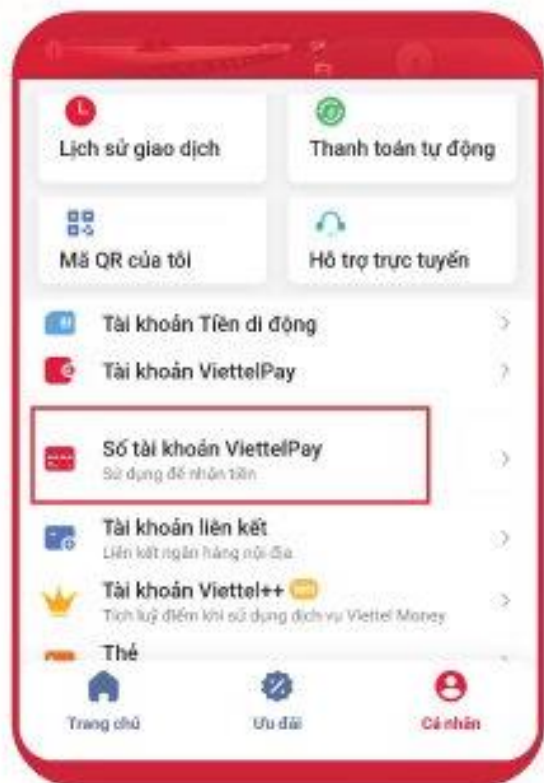 Lịch sử giao dịch
Thanh toán tự động
Mã QR của tôi
Hỗ trợ trực tuyến
Tài khoản Tiền di động
Tài khoản ViettelPay
Số tài khoản ViettelPay
Sử dụng để nhận tiền
Tài khoản liên kết
Liên kết ngân hàng nội địa
Tài khoản Viettel++
Tích luỹ điểm khi sử dụng dịch vụ Viettel Money
Thẻ
Trang chủ
Ưu đãi
Cá nhân